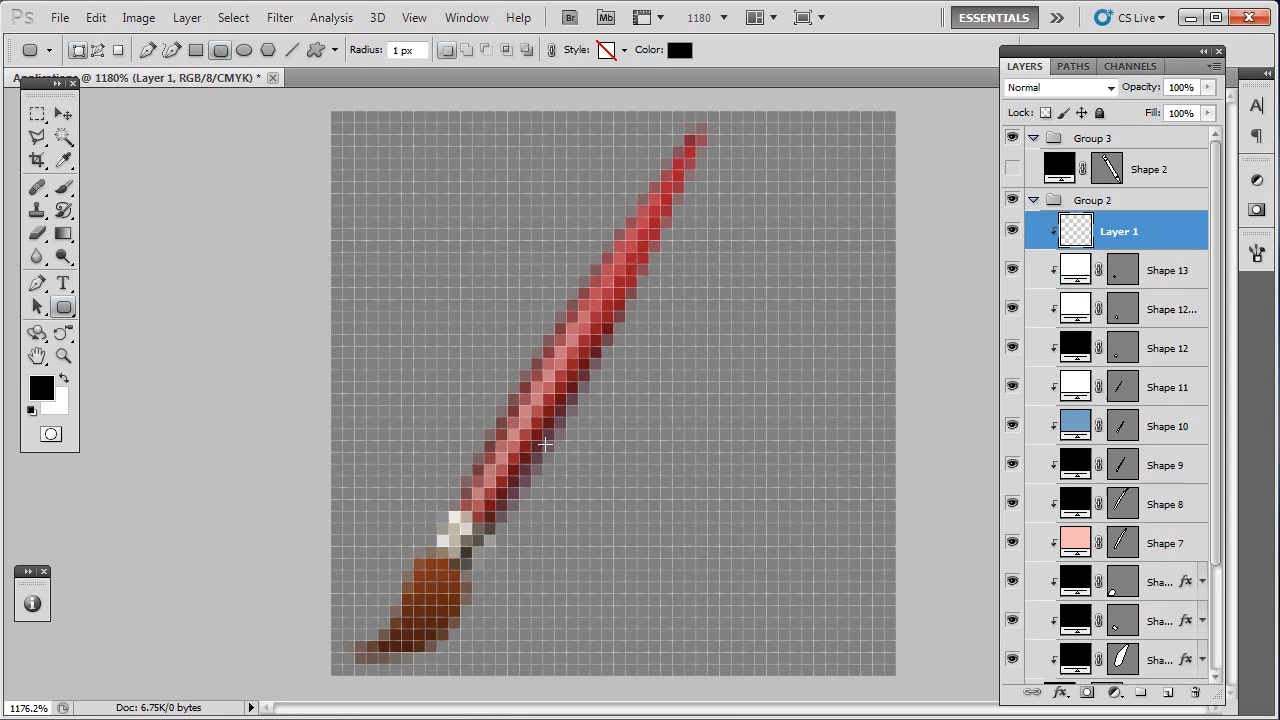 Ps File Edit Image Layer Select Filter Analysis 3D View Window Help Br Mb 1180 ESSENTIALS CS Live
Radius: 1 px Style: Color:
@ 1180% (Layer 1, RGB/8/CMYK) *
LAYERS PATHS CHANNELS
Normal Opacity: 100%
Lock: Fill: 100%
Group 3
Shape 2
Group 2
Layer 1
Shape 13
Shape 12...
Shape 12
Shape 11
Shape 10
Shape 9
Shape 8
Shape 7
Sha... fx
Sha... fx
Sha... fx
1176.2% Doc: 6.75K/0 bytes